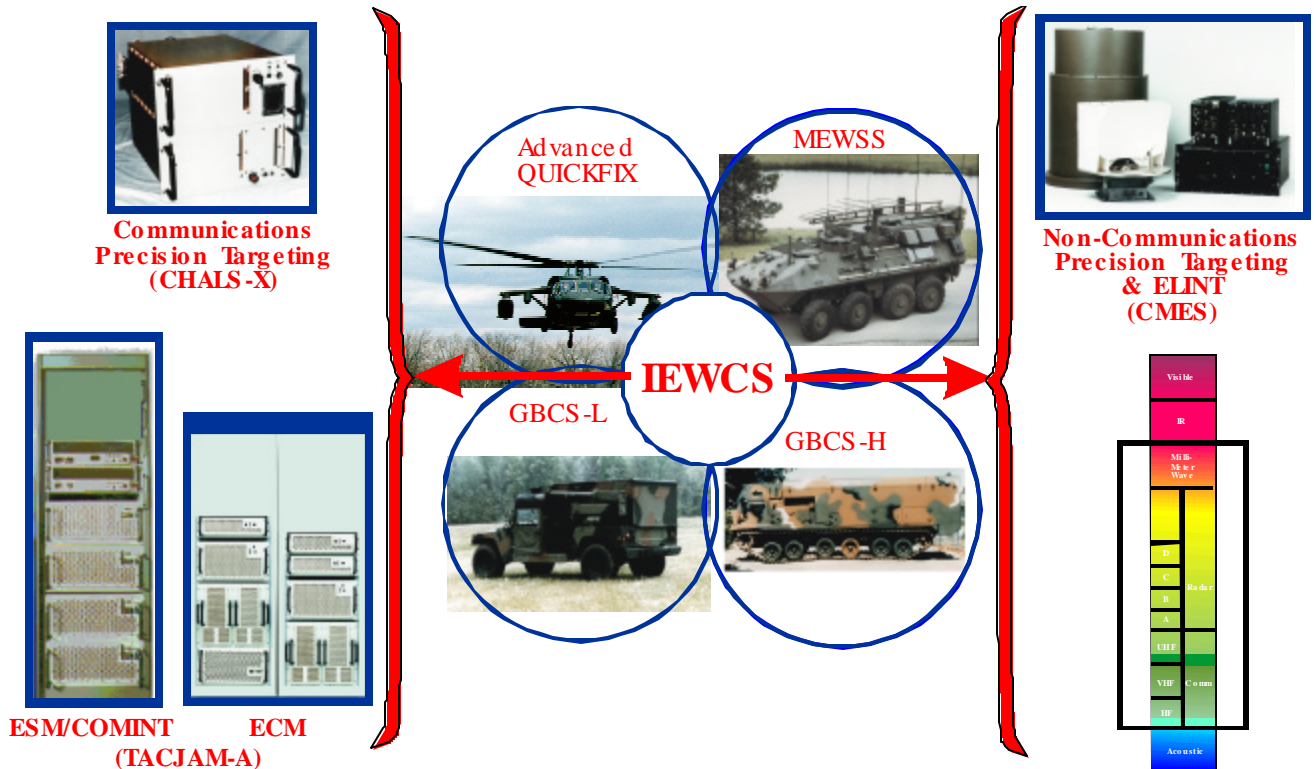 Communications
Precision Targeting
(CHALS-X)
ESM/COMINT
ECM
(TACJAM-A)
Advanced
QUICKFIX
MEWSS
IEWCS
GBCS-L
GBCS-H
Non-Communications
Precision Targeting
& ELINT
(CMES)
Visible
IR
Milli-
Meter
Wave
D
C
B
A
Radar
UHF
VHF
Comm
HF
Acoustic